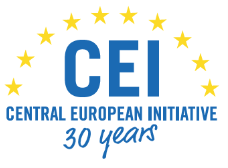 CEI
CENTRAL EUROPEAN INITIATIVE
30 years